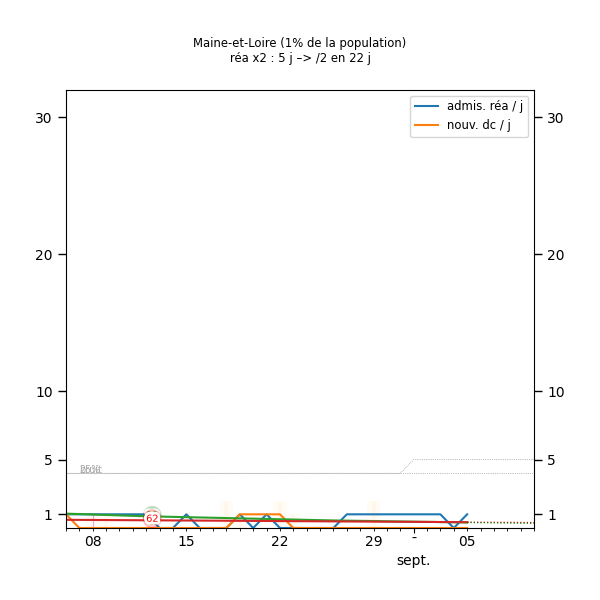 Maine-et-Loire (1% de la population)
réa x2 : 5 j –> /2 en 22 j
admis. réa / j
nouv. dc / j
30 30
20 20
10 10
5 5
1 1
62
08 15 22 29 - 05
sept.